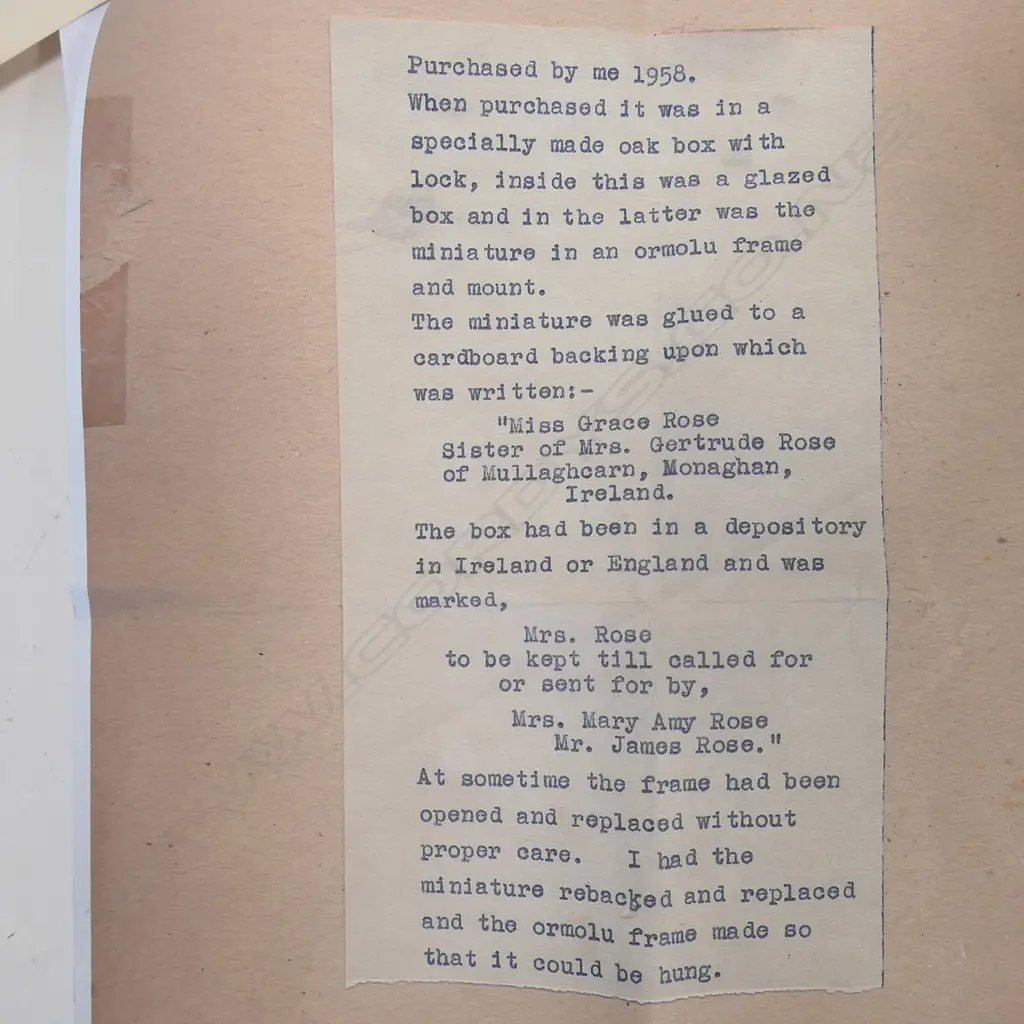 Purchased by me 1958.
When purchased it was in a
specially made oak box with
lock, inside this was a glazed
box and in the latter was the
miniature in an ormolu frame
and mount.
The miniature was glued to a
cardboard backing upon which
was written:-
"Miss Grace Rose
Sister of Mrs. Gertrude Rose
of Mullaghcarn, Monaghan,
Ireland.
The box had been in a depository
in Ireland or England and was
marked,
Mrs. Rose
to be kept till called for
or sent for by,
Mrs. Mary Amy Rose
Mr. James Rose."
At sometime the frame had been
opened and replaced without
proper care. I had the
miniature rebacked and replaced
and the ormolu frame made so
that it could be hung.